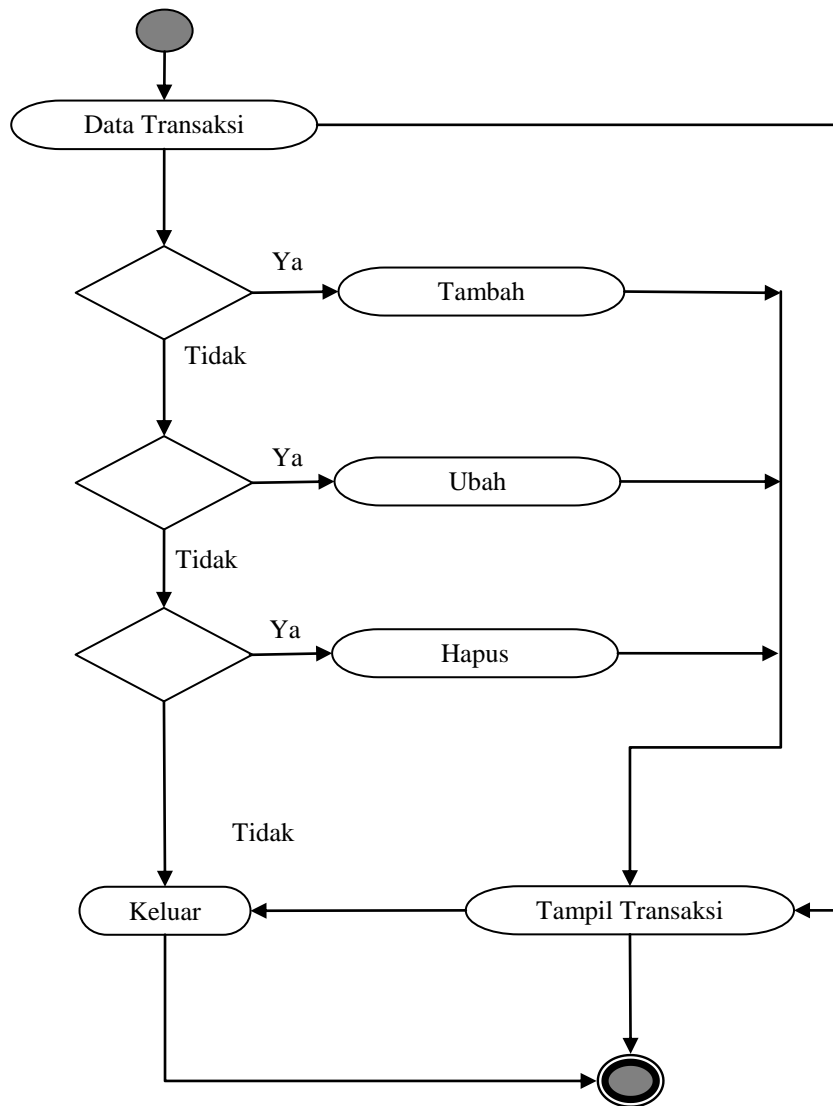 Data Transaksi
Ya
Tambah
Tidak
Ya
Ubah
Tidak
Ya
Hapus
Tidak
Keluar
Tampil Transaksi